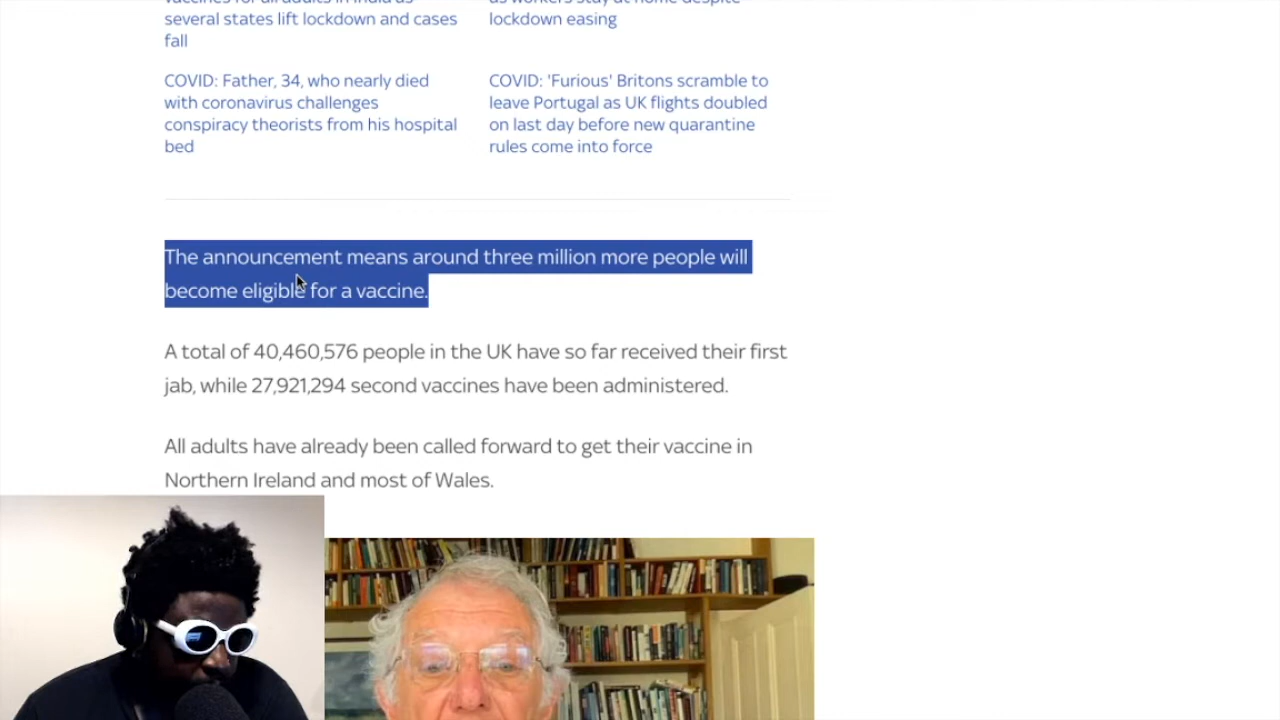 vaccines for all adults in India as
several states lift lockdown and cases
fall
as workers stay at home despite
lockdown easing
COVID: Father, 34, who nearly died
with coronavirus challenges
conspiracy theorists from his hospital
bed
COVID: 'Furious' Britons scramble to
leave Portugal as UK flights doubled
on last day before new quarantine
rules come into force
The announcement means around three million more people will
become eligible for a vaccine.
A total of 40,460,576 people in the UK have so far received their first
jab, while 27,921,294 second vaccines have been administered.
All adults have already been called forward to get their vaccine in
Northern Ireland and most of Wales.